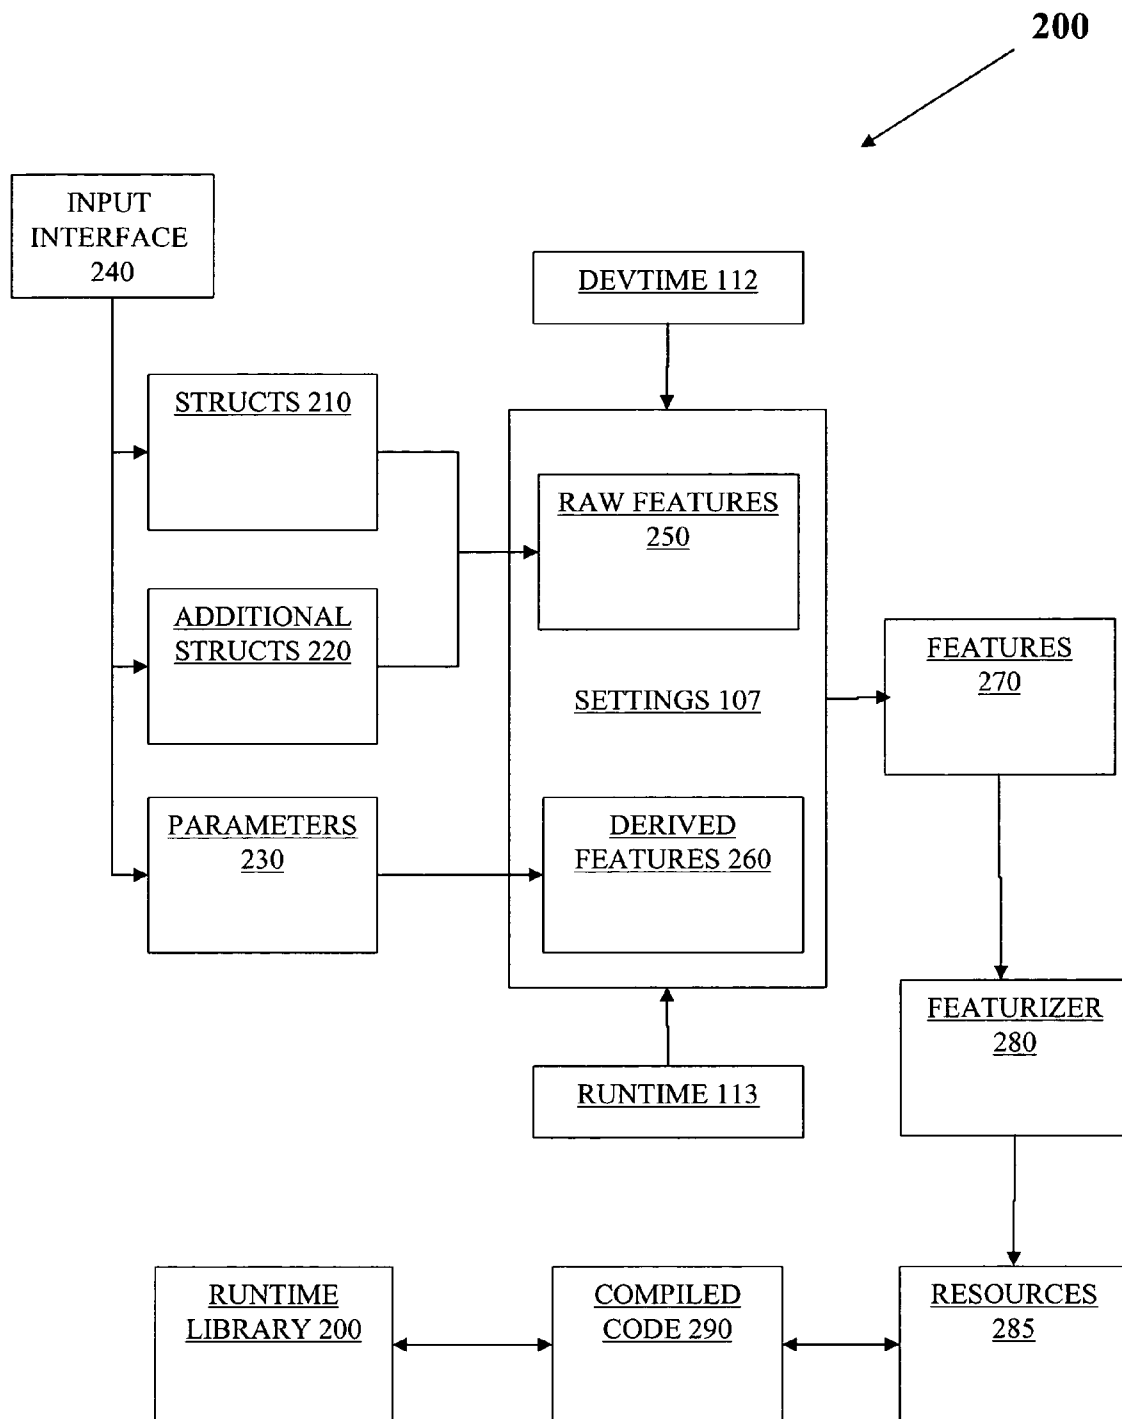 200
INPUT
INTERFACE
240
DEVTIME 112
STRUCTS 210
RAW FEATURES
250
ADDITIONAL
STRUCTS 220
FEATURES
270
SETTINGS 107
PARAMETERS
230
DERIVED
FEATURES 260
FEATURIZER
280
RUNTIME 113
RUNTIME
LIBRARY 200
COMPILED
CODE 290
RESOURCES
285